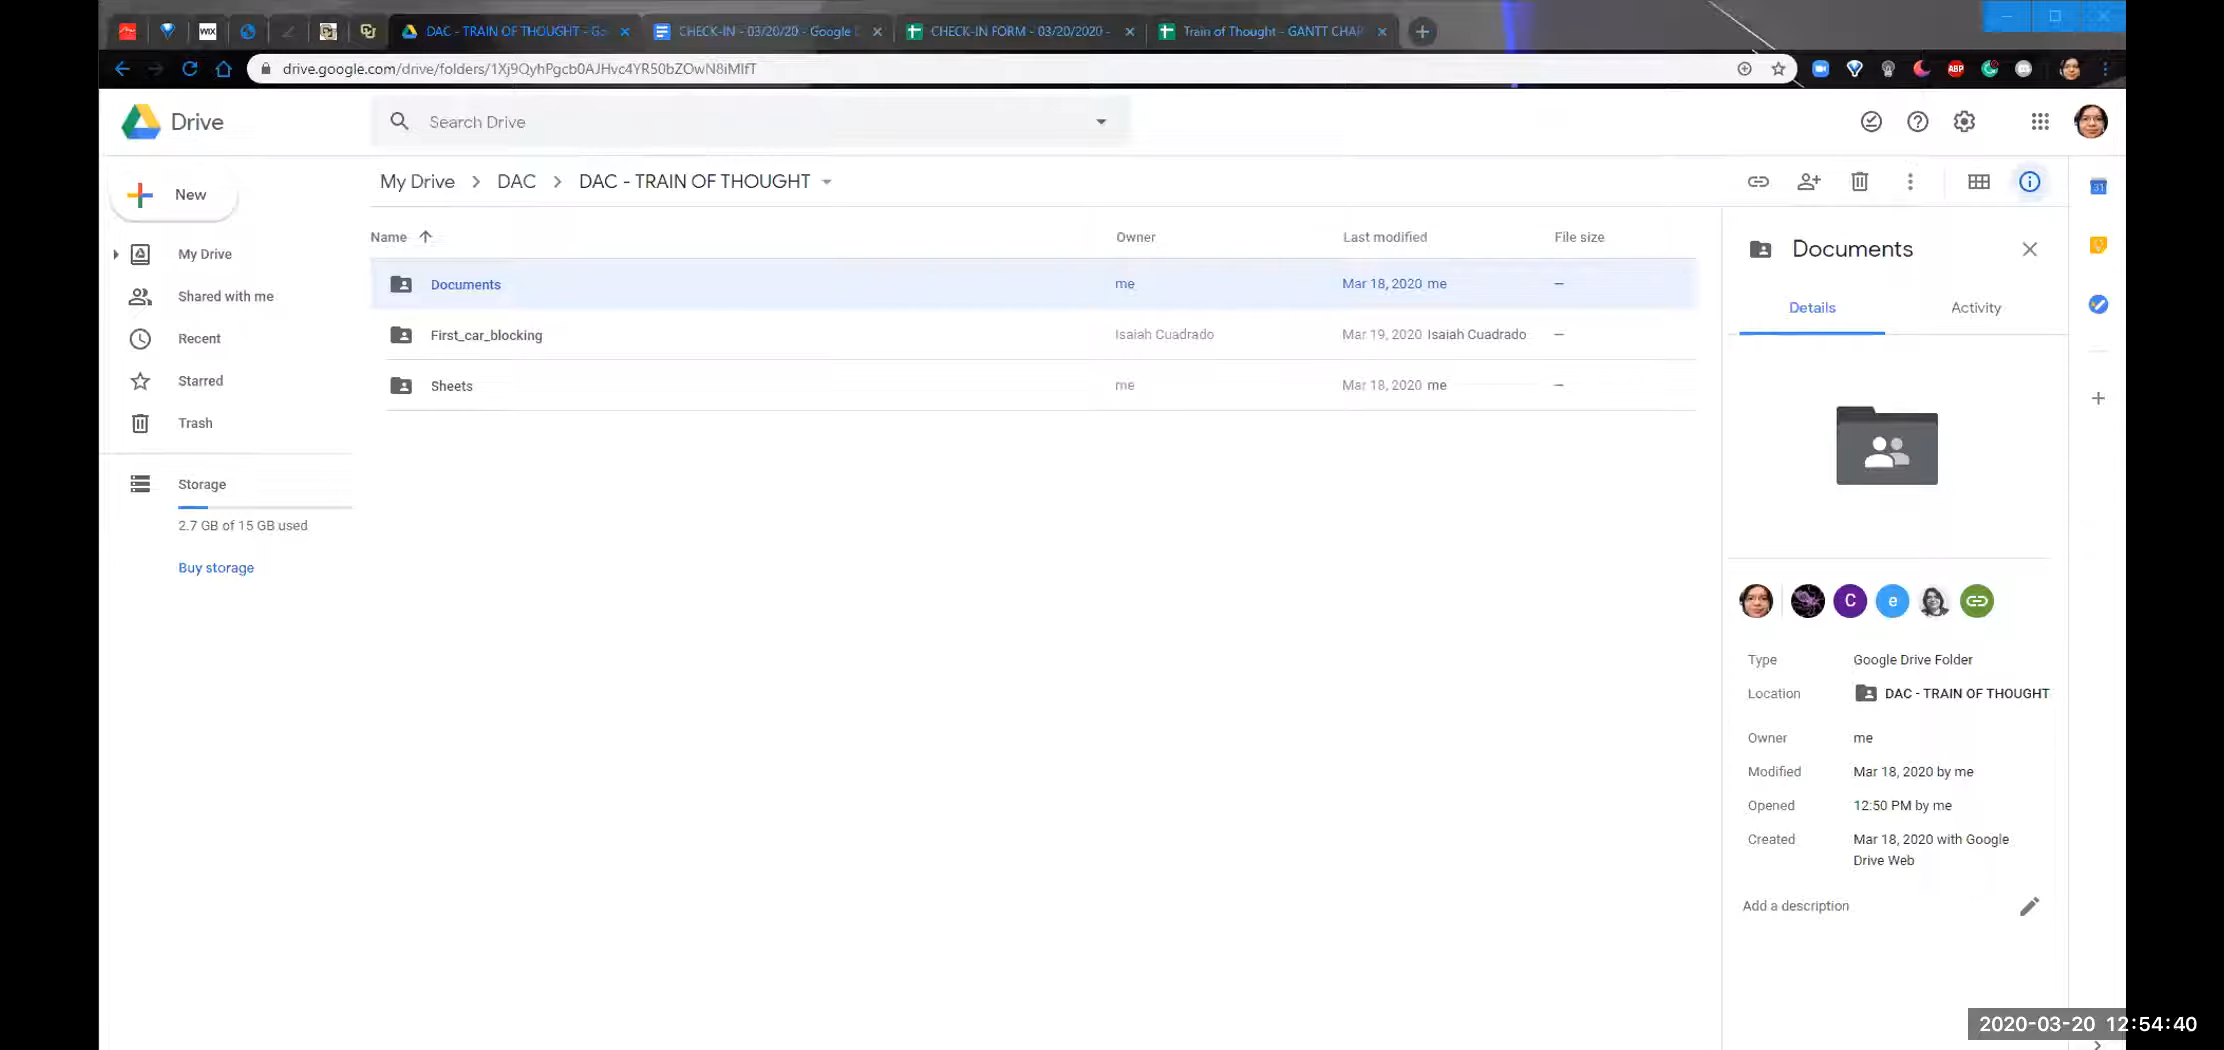 WIX
DAC - TRAIN OF THOUGHT - Go
CHECK-IN - 03/20/20 - Google
CHECK-IN FORM - 03/20/2020 -
Train of Thought - GANTT CHAR
drive.google.com/drive/folders/1Xj9QyhPgcb0AJHvc4YR50bZOwN8iMIfT
ABP
Drive
Search Drive
New
My Drive
Shared with me
Recent
Starred
Trash
Storage
2.7 GB of 15 GB used
Buy storage
My Drive > DAC > DAC - TRAIN OF THOUGHT
Name Owner Last modified File size
Documents me Mar 18, 2020 me –
First_car_blocking Isaiah Cuadrado Mar 19, 2020 Isaiah Cuadrado –
Sheets me Mar 18, 2020 me –
Documents
Details Activity
C e
Type Google Drive Folder
Location DAC - TRAIN OF THOUGHT
Owner me
Modified Mar 18, 2020 by me
Opened 12:50 PM by me
Created Mar 18, 2020 with Google
Drive Web
Add a description
31
2020-03-20 12:54:40